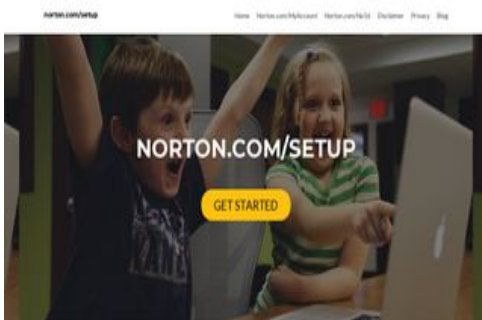 norton.com/setup
Home Norton.com/MyAccount Norton.com/Nu16 Disclaimer Privacy Blog
NORTON.COM/SETUP
GET STARTED